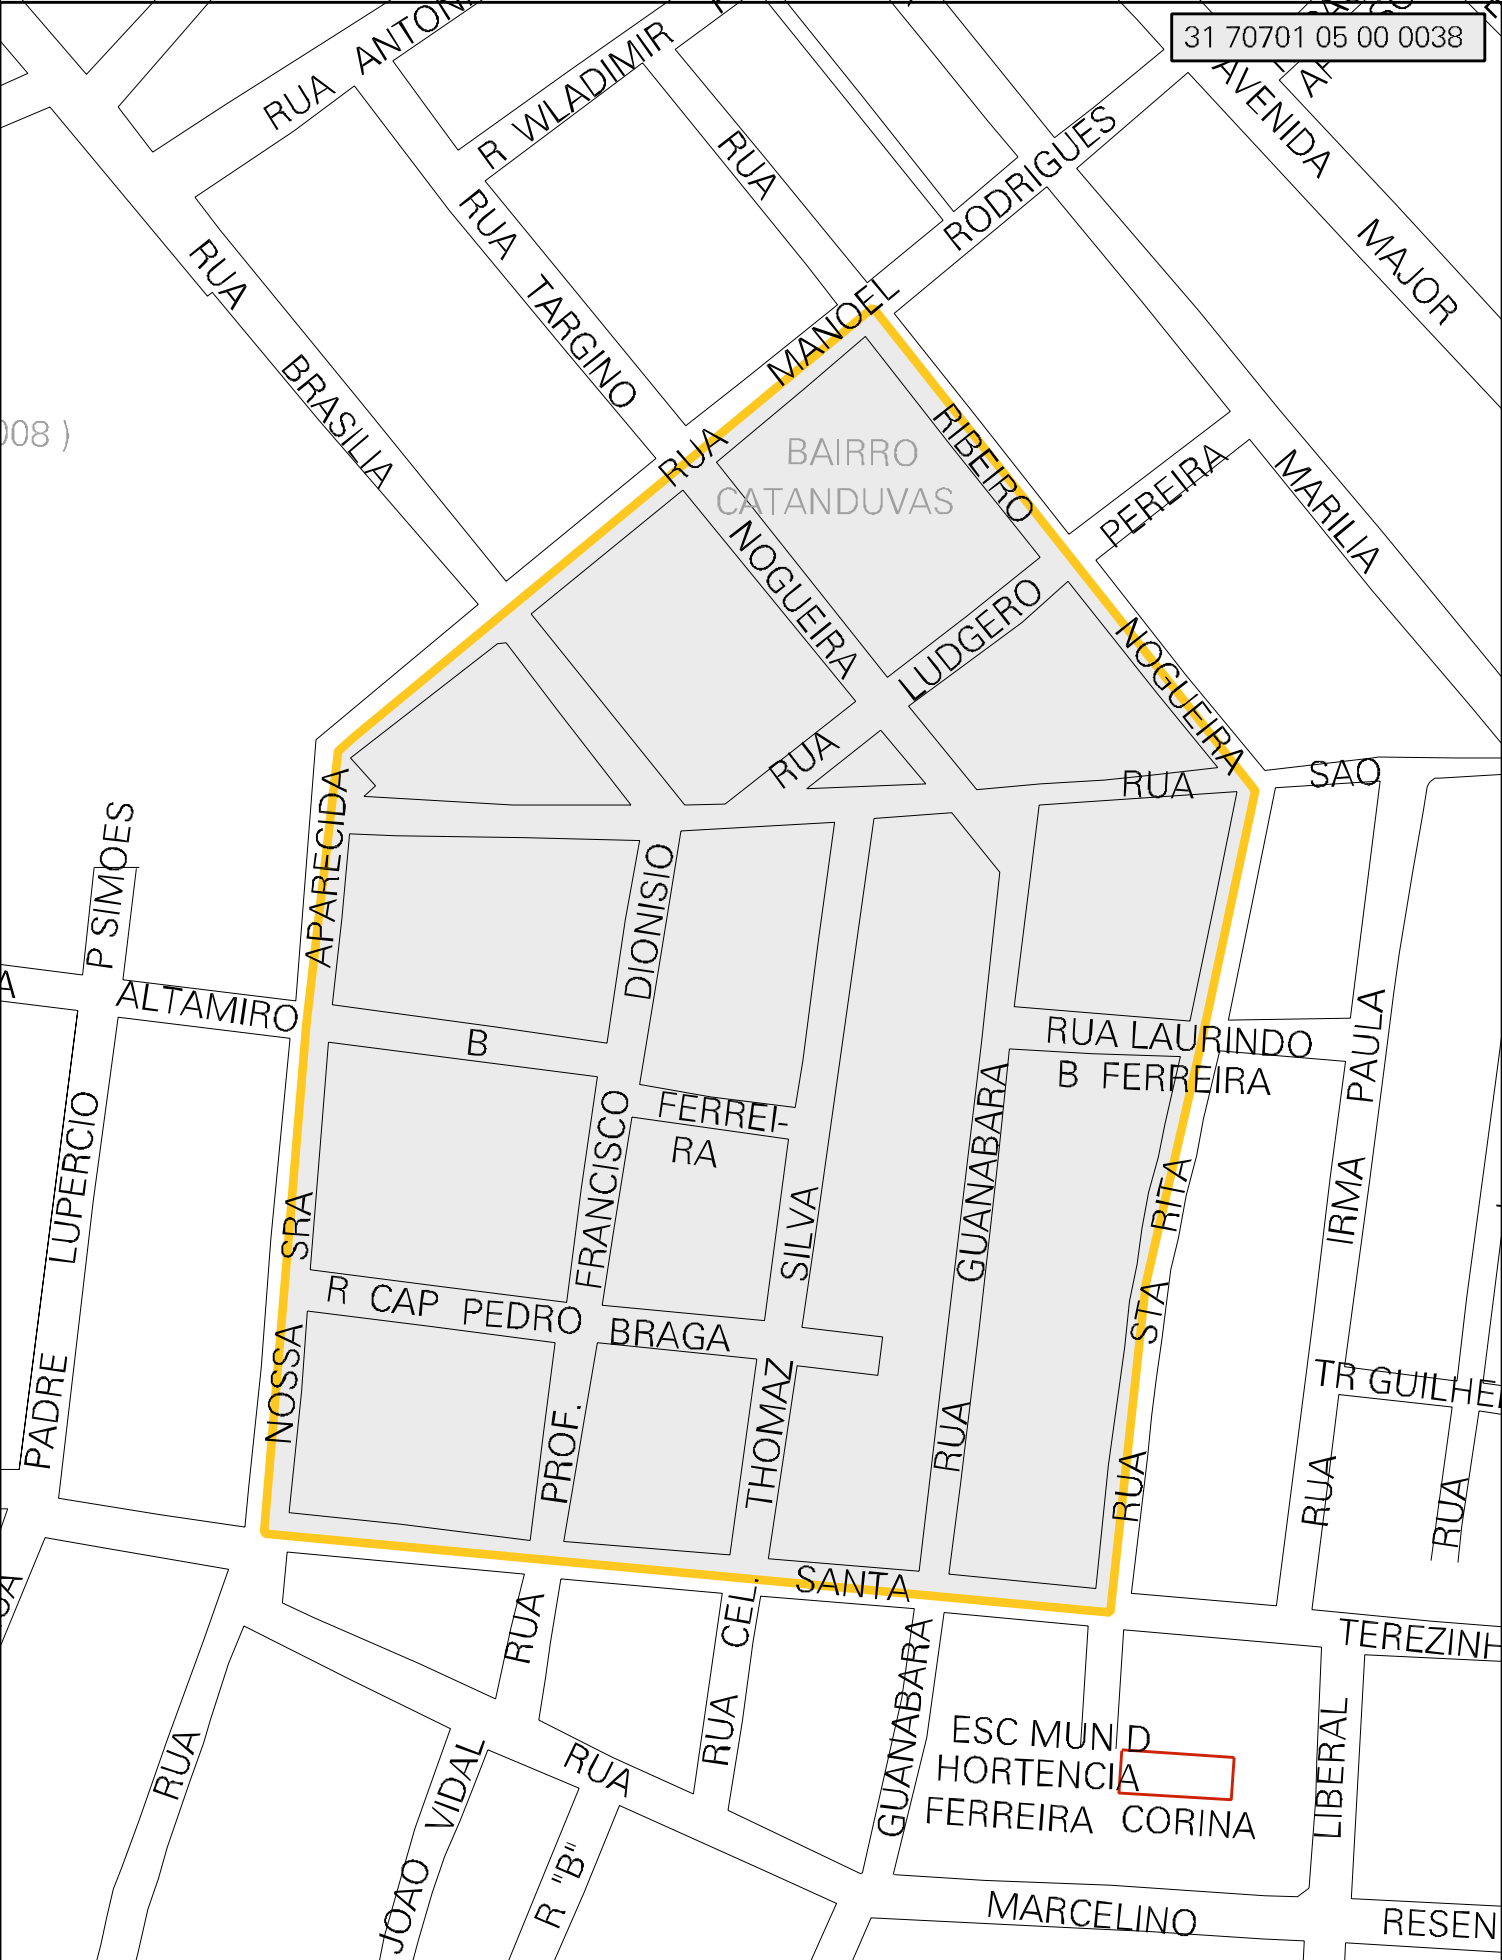 31 70701 05 00 0038
RUA
R WLADIMIR
RUA
RODRIGUES
AVENIDA
MAJOR
MARILIA
RUA
BRASILIA
RUA
TARGINO
NOGUEIRA
RUA
MANOEL
008 )
BAIRRO
CATANDUVAS
RIBEIRO
NOGUEIRA
RUA
LUDGERO
PEREIRA
RUA
SAO
P SIMOES
APARECIDA
DIONISIO
ALTAMIRO
B
FERREI-
RA
RUA LAURINDO
B FERREIRA
PAULA
IRMA
RUA
PADRE
LUPERCIO
NOSSA
SRA
FRANCISCO
PROF.
SILVA
THOMAZ
GUANABARA
RUA
RITA
STA
RUA
R CAP PEDRO
BRAGA
TR GUILHE
RUA
SANTA
TEREZINH
RUA
CEL.
RUA
GUANABARA
ESC MUN D
HORTENCIA
FERREIRA CORINA
LIBERAL
RUA
JOAO VIDAL
RUA
R "B"
MARCELINO
RESEN